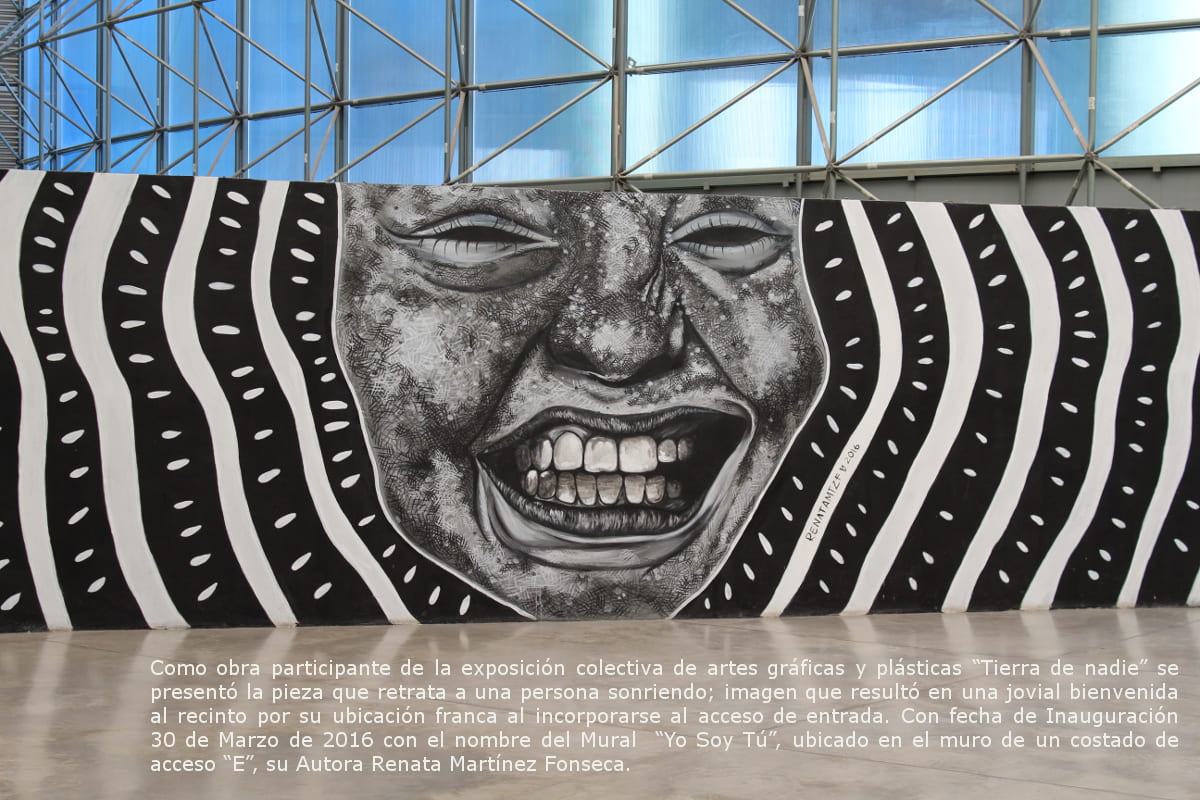 RENATAMTZF 2016
Como obra participante de la exposición colectiva de artes gráficas y plásticas “Tierra de nadie” se
presentó la pieza que retrata a una persona sonriendo; imagen que resultó en una jovial bienvenida
al recinto por su ubicación franca al incorporarse al acceso de entrada. Con fecha de Inauguración
30 de Marzo de 2016 con el nombre del Mural “Yo Soy Tú”, ubicado en el muro de un costado de
acceso “E”, su Autora Renata Martínez Fonseca.